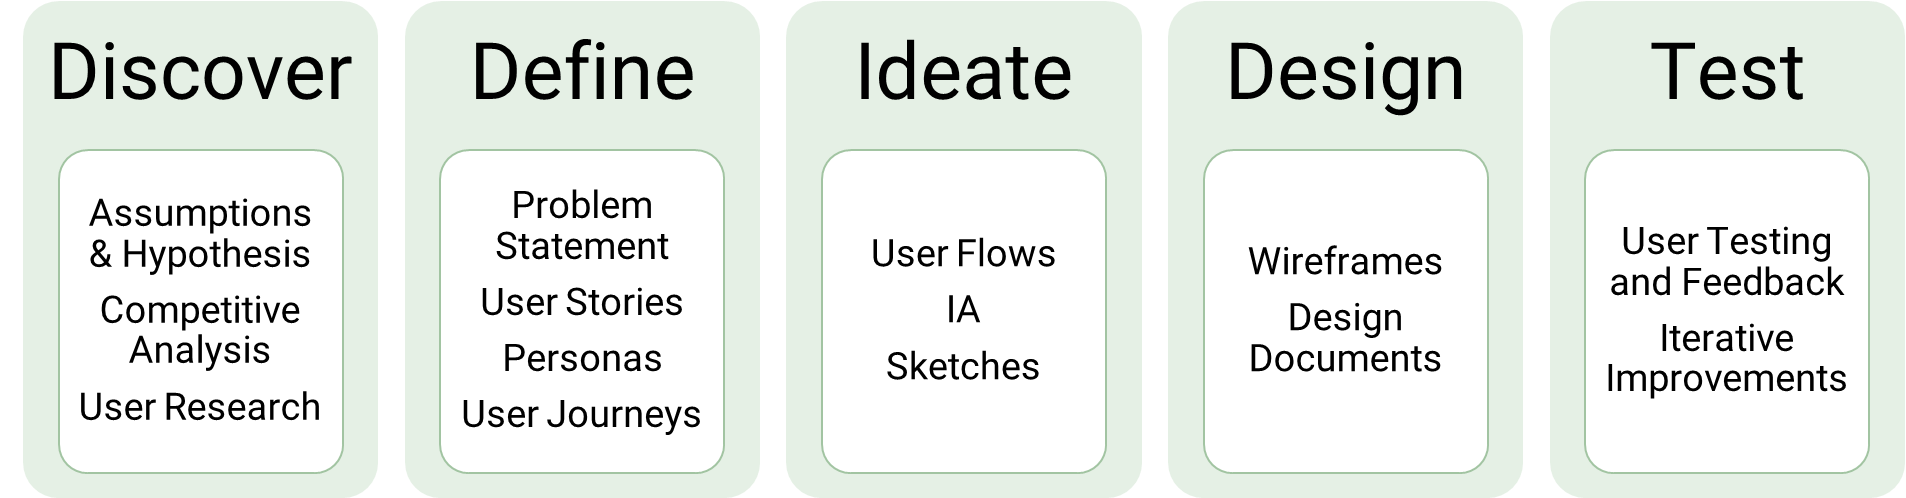 Discover
Assumptions
& Hypothesis
Competitive
Analysis
User Research
Define
Problem
Statement
User Stories
Personas
User Journeys
Ideate
User Flows
IA
Sketches
Design
Wireframes
Design
Documents
Test
User Testing
and Feedback
Iterative
Improvements